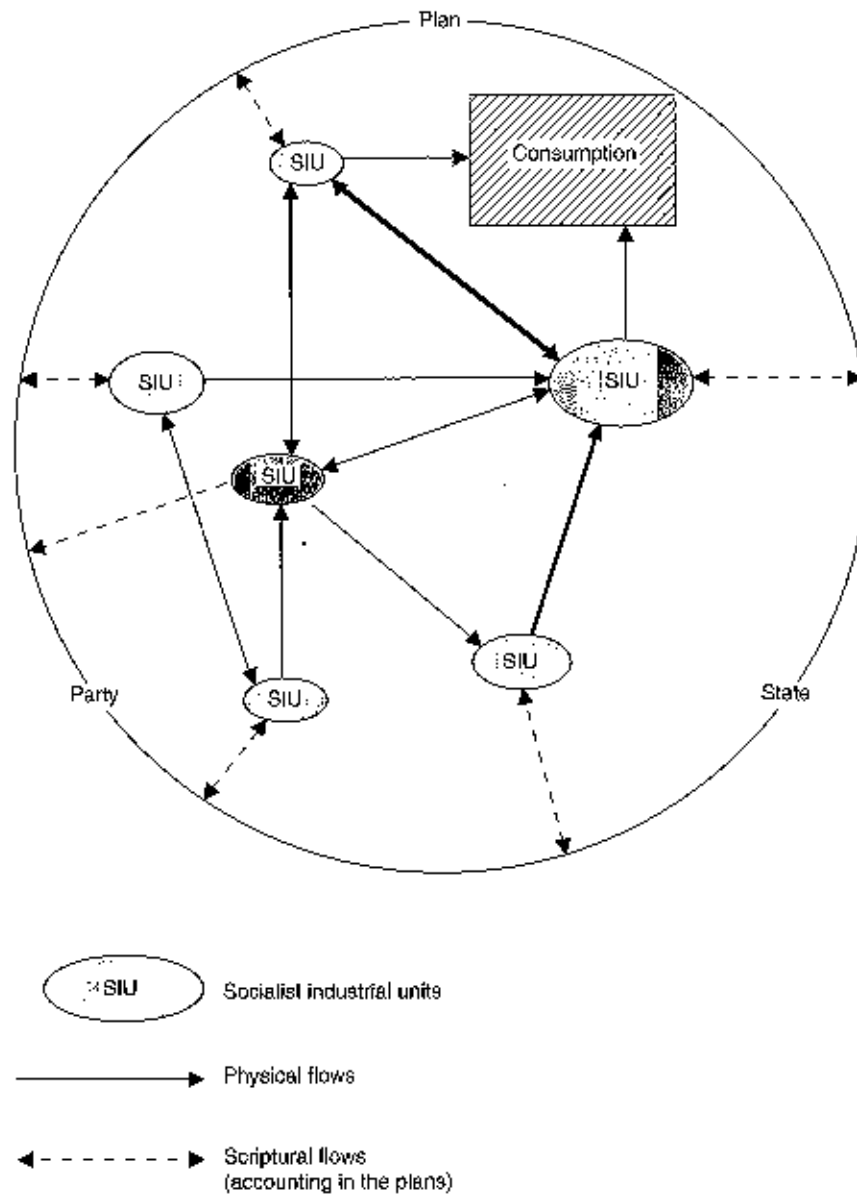 Plan
SIU
Consumption
SIU
SIU
SIU
SIU
SIU
Party
State
SIU
Socialist industrial units
Physical flows
Scriptural flows
(accounting in the plans)